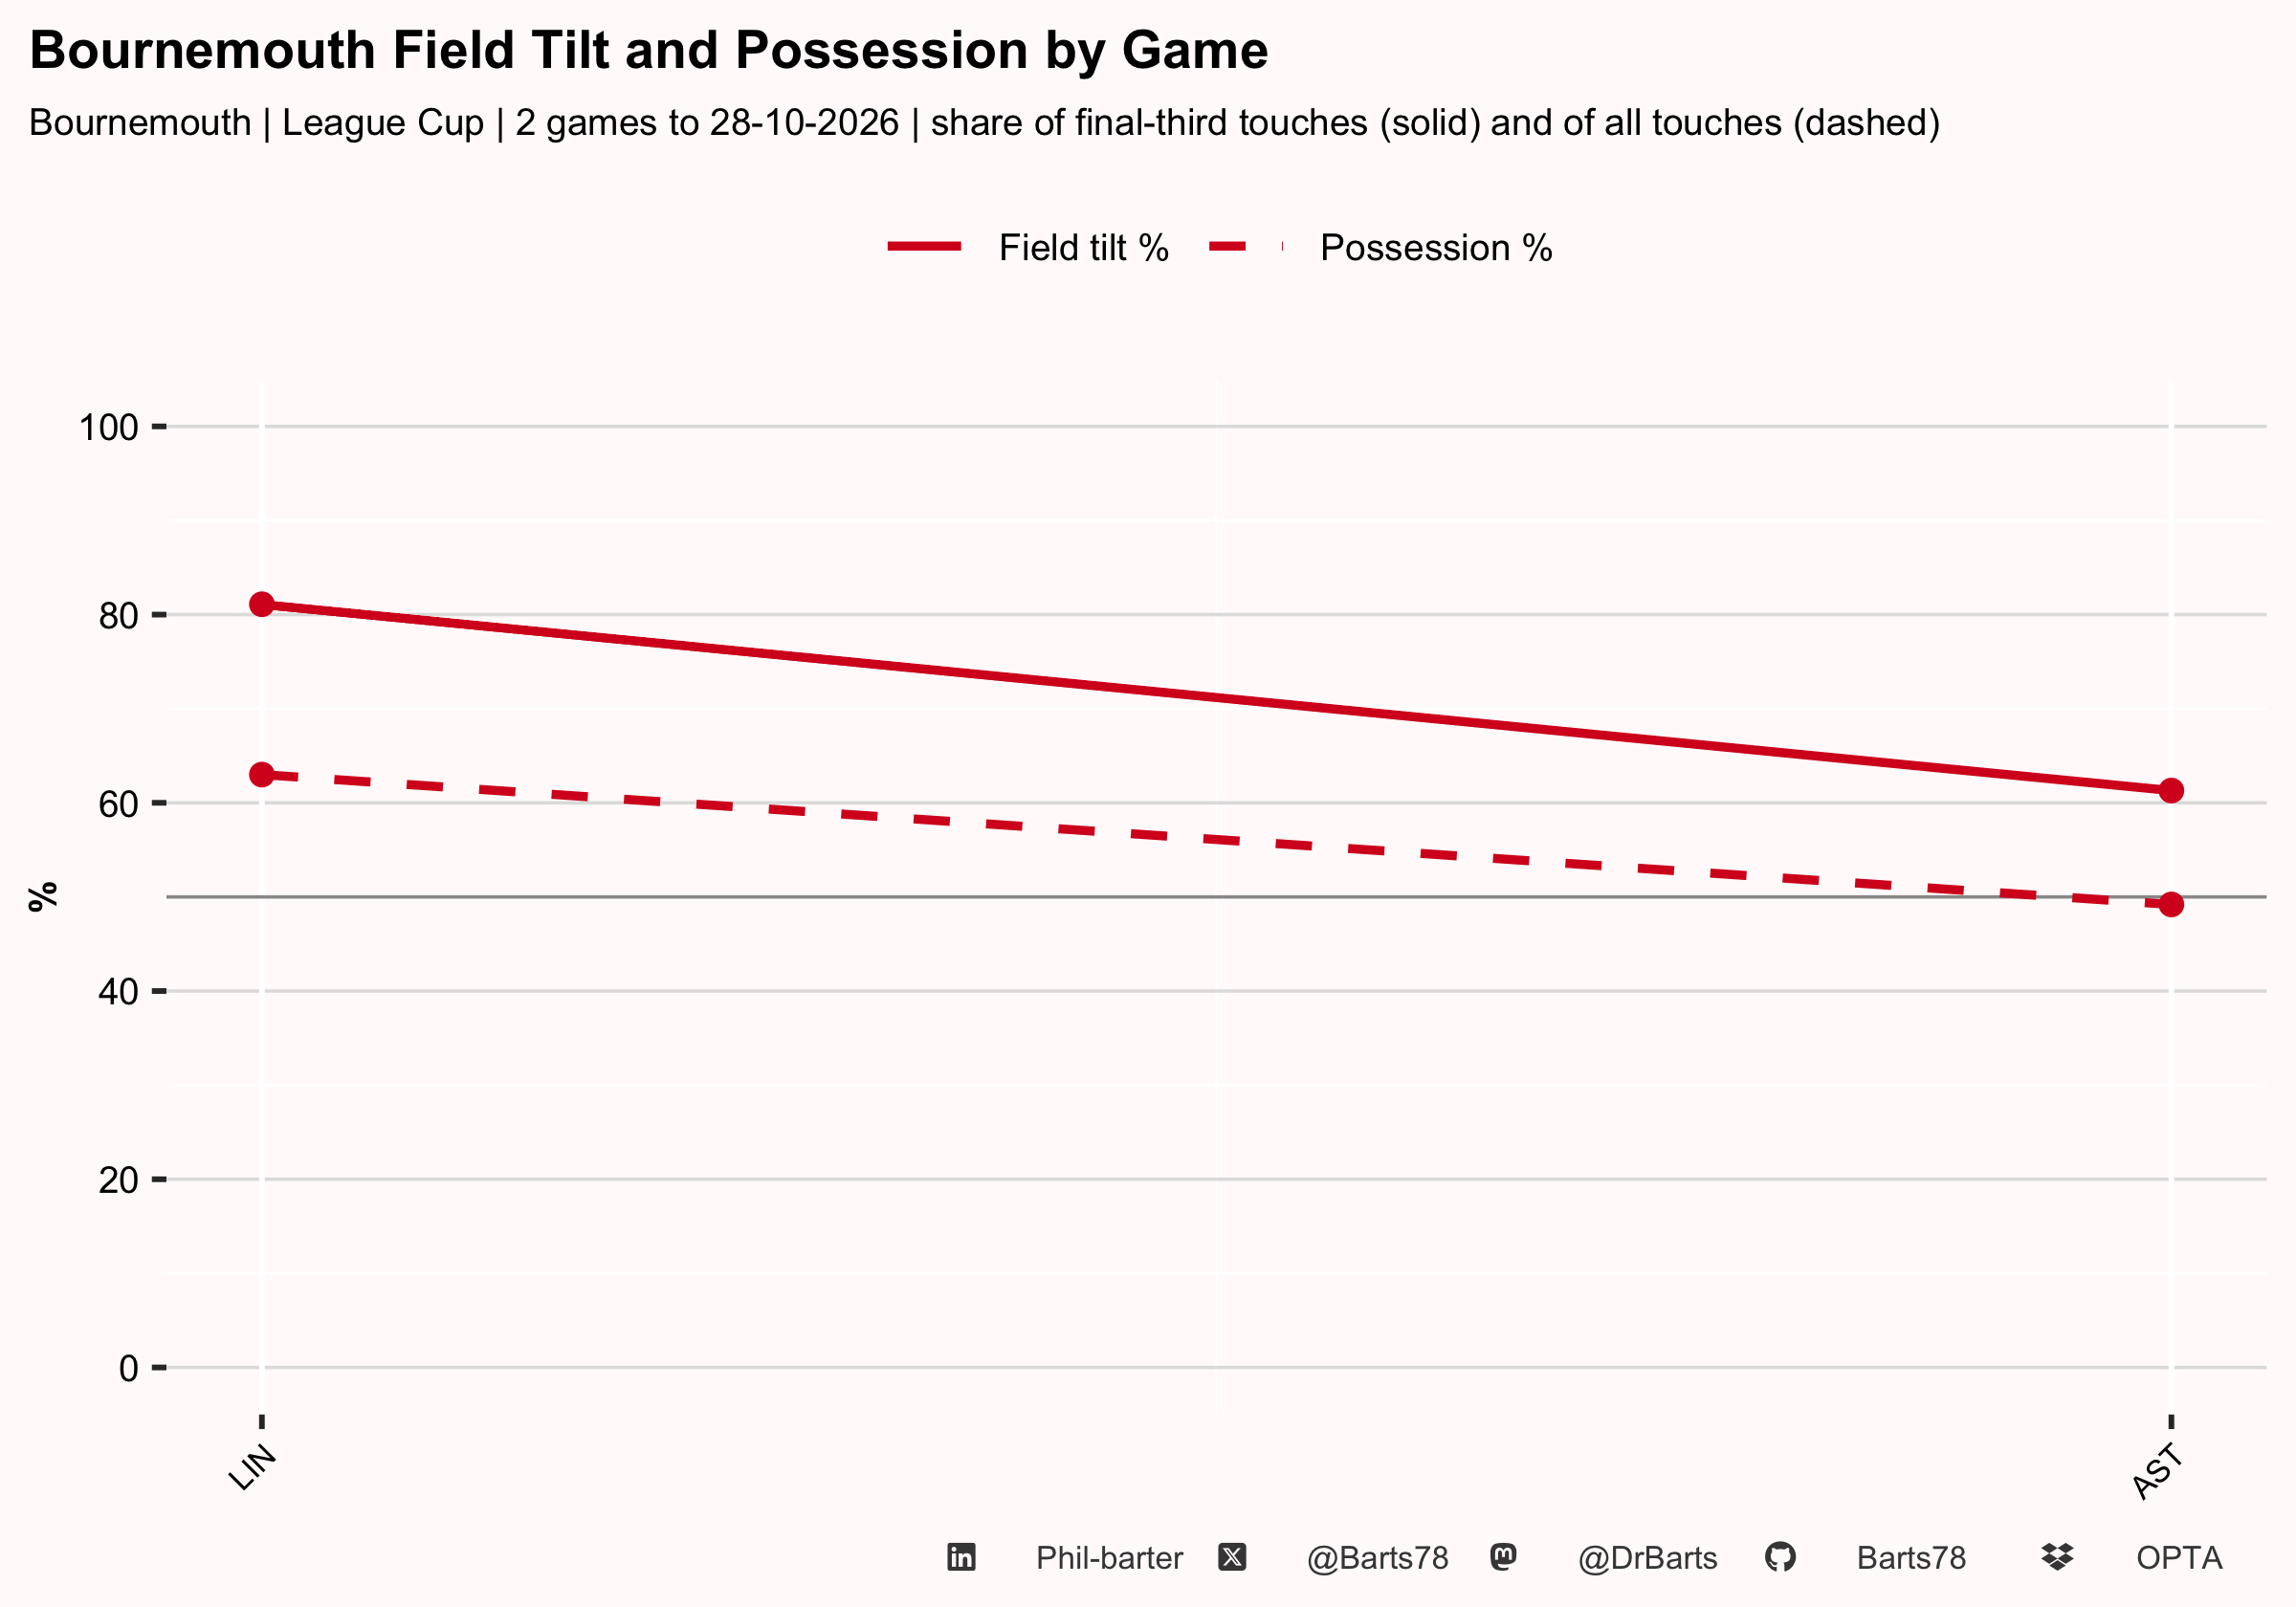 Bournemouth Field Tilt and Possession by Game
Bournemouth | League Cup | 2 games to 28-10-2026 | share of final-third touches (solid) and of all touches (dashed)
Field tilt % Possession %
100
80
60
%
40
20
0
LIN AST
Phil-barter @Barts78 @DrBarts Barts78 OPTA